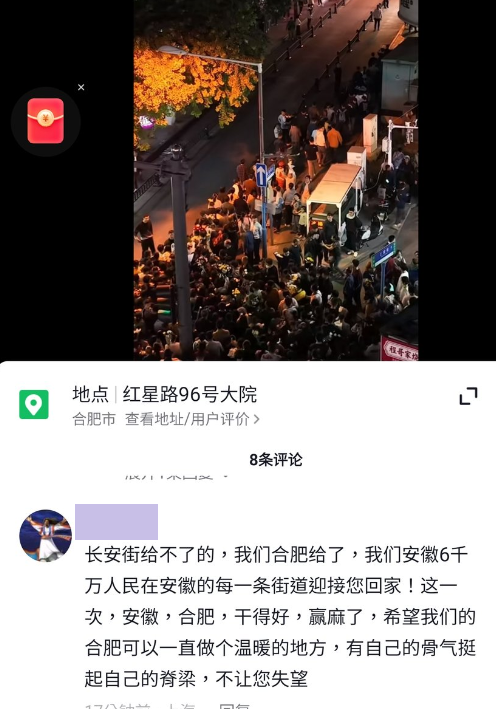 地点 | 红星路96号大院
合肥市 查看地址/用户评价 >
8条评论
长安街给不了的，我们合肥给了，我们安徽6千
万人民在安徽的每一条街道迎接您回家！这一
次，安徽，合肥，干得好，赢麻了，希望我们的
合肥可以一直做个温暖的地方，有自己的骨气挺
起自己的脊梁，不让您失望